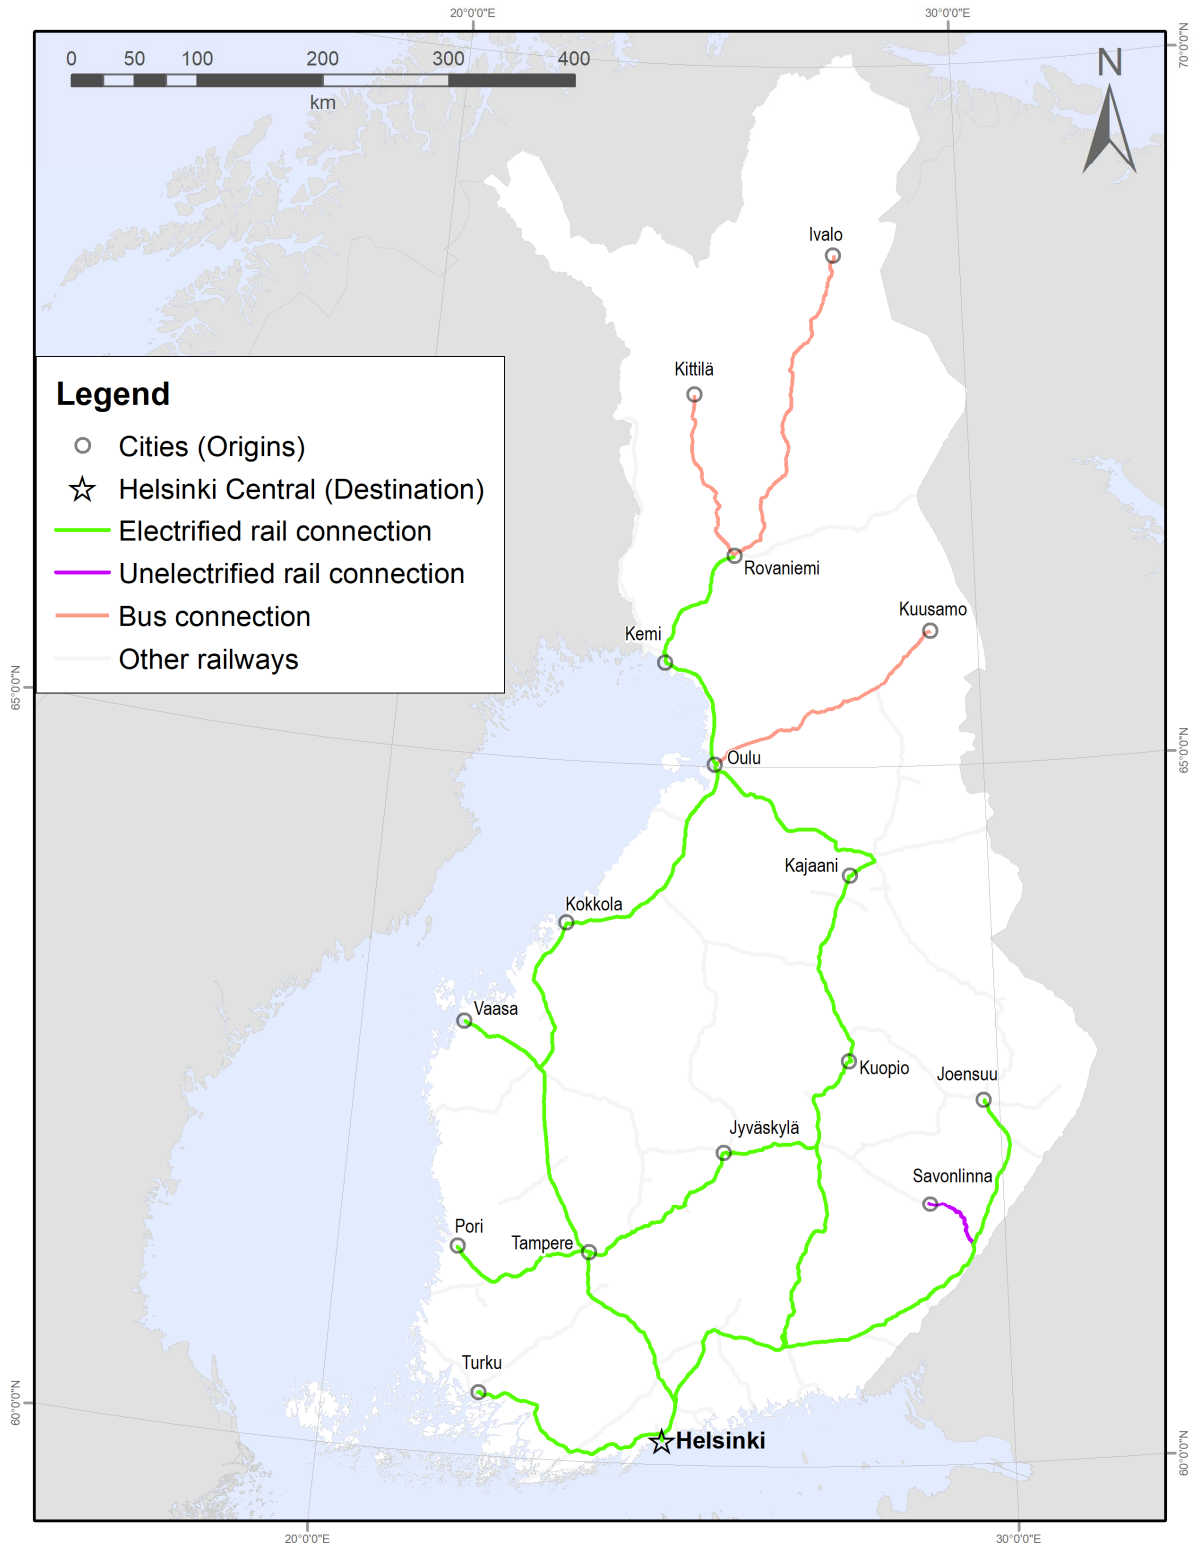 20°0'0"E
30°0'0"E
70°0'0"N
0 50 100 200 300 400
km
N
Ivalo
Kittilä
Legend
Cities (Origins)
Helsinki Central (Destination)
Electrified rail connection
Unelectrified rail connection
Bus connection
Other railways
Rovaniemi
Kuusamo
Kemi
65°0'0"N
65°0'0"N
Oulu
Kajaani
Kokkola
Vaasa
Kuopio
Joensuu
Jyväskylä
Savonlinna
Pori
Tampere
Turku
60°0'0"N
Helsinki
60°0'0"N
20°0'0"E
30°0'0"E